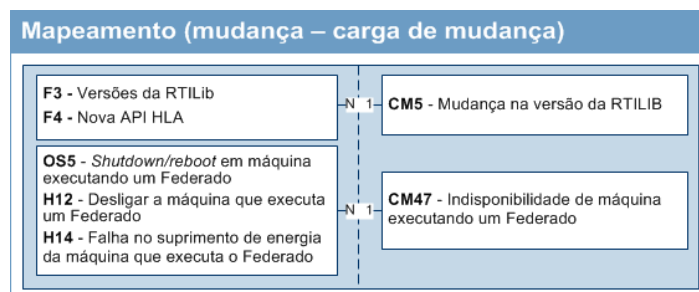 Mapeamento (mudança – carga de mudança)
F3 - Versões da RTILib
F4 - Nova API HLA
N 1
CM5 - Mudança na versão da RTILIB
OS5 - Shutdown/reboot em máquina
executando um Federado
H12 - Desligar a máquina que executa
um Federado
H14 - Falha no suprimento de energia
da máquina que executa o Federado
N 1
CM47 - Indisponibilidade de máquina
executando um Federado